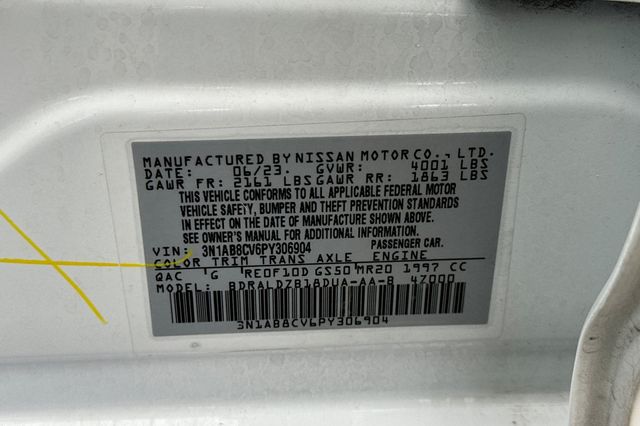 MANUFACTURED BY NISSAN MOTOR CO., LTD.
DATE: 06/23. GVWR: 4001 LBS
GAWR FR: 2161 LBS GAWR RR: 1863 LBS
THIS VEHICLE CONFORMS TO ALL APPLICABLE FEDERAL MOTOR
VEHICLE SAFETY, BUMPER AND THEFT PREVENTION STANDARDS
IN EFFECT ON THE DATE OF MANUFACTURE SHOWN ABOVE.
SEE OWNER'S MANUAL FOR ADDITIONAL INFORMATION.
VIN: 3N1AB8CV6PY306904 PASSENGER CAR.
COLOR TRIM TRANS AXLE ENGINE
QAC 'G RE0F10D GS50 MR20 1997 CC
MODEL: BDRALDZB18DUA-AA-B 4Z000
3N1AB8CV6PY306904